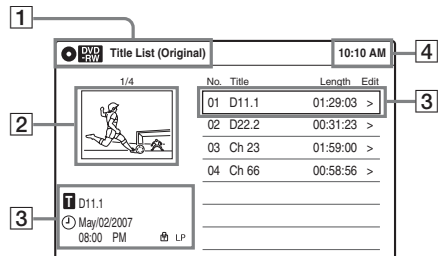 1
DVD -RW Title List (Original) 10:10 AM 4
1/4
No. Title Length Edit
01 D11.1 01:29:03 > 3
2
02 D22.2 00:31:23 >
03 Ch 23 01:59:00 >
04 Ch 66 00:58:56 >
3
T D11.1
May/02/2007
08:00 PM LP